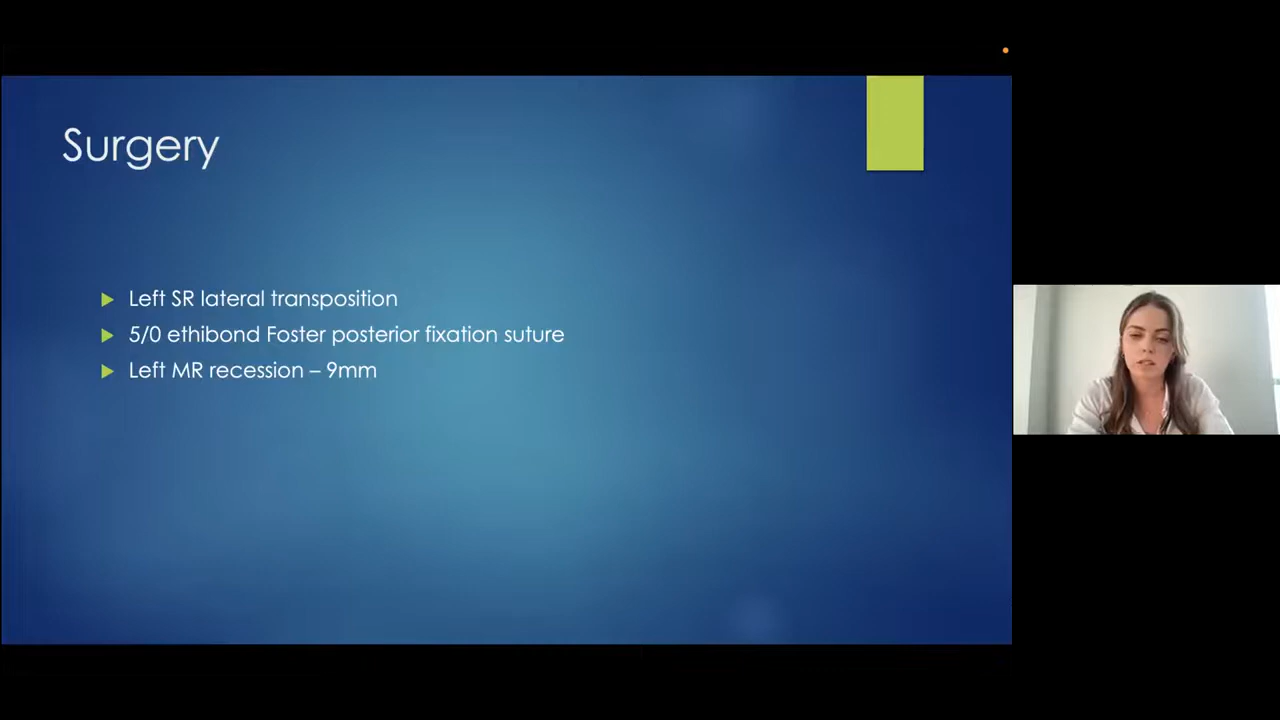 Surgery
Left SR lateral transposition
5/0 ethibond Foster posterior fixation suture
Left MR recession – 9mm